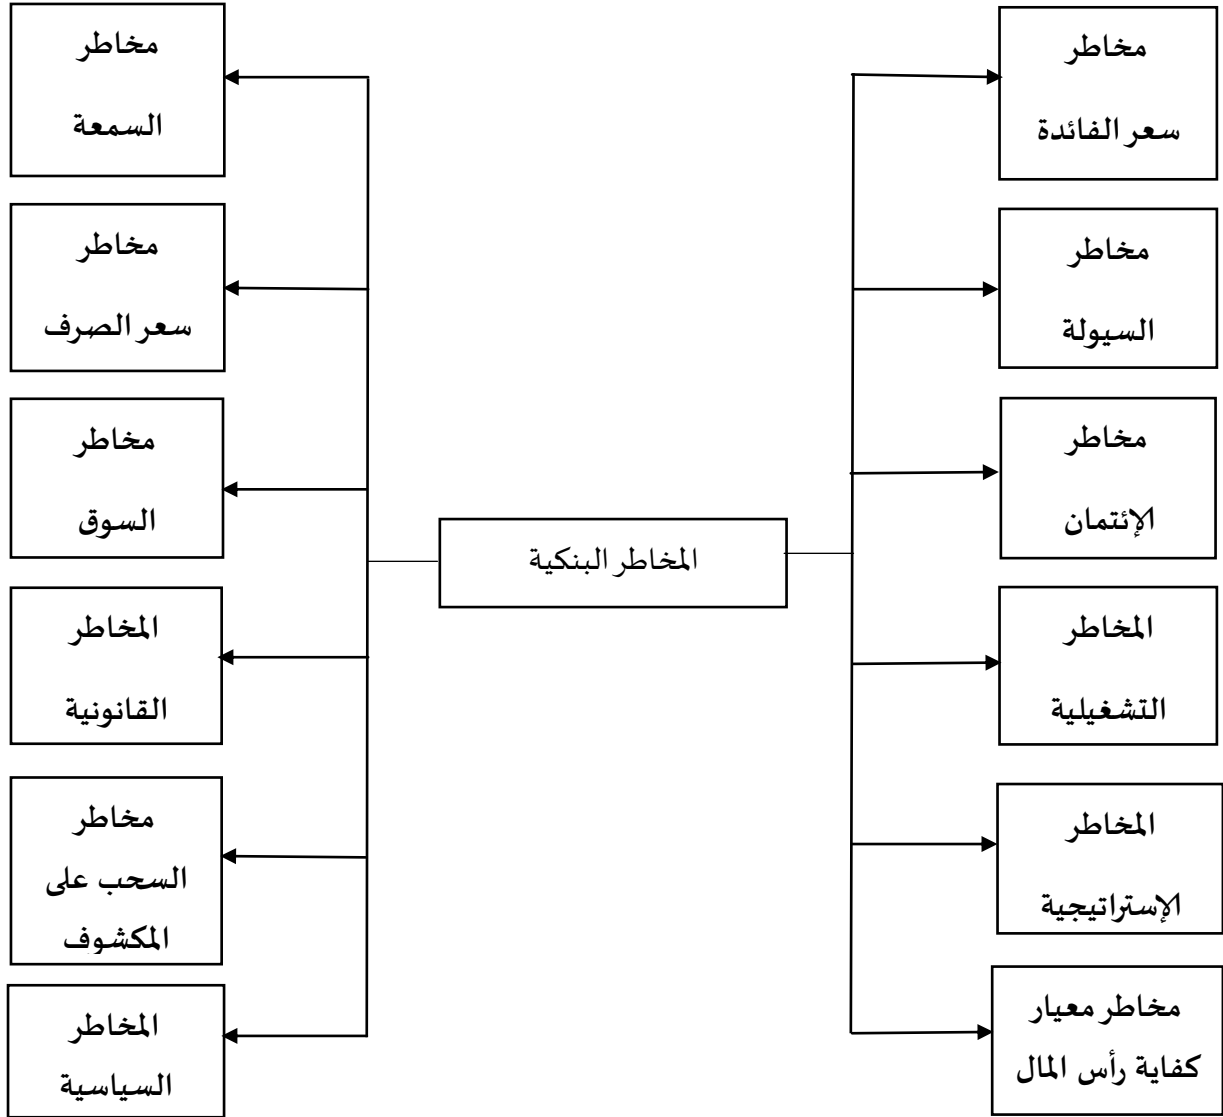 مخاطر
سعر الفائدة
مخاطر
السيولة
مخاطر
الإئتمان
المخاطر
التشغيلية
المخاطر
الإستراتيجية
مخاطر معيار
كفاية رأس المال
المخاطر البنكية
مخاطر
السمعة
مخاطر
سعر الصرف
مخاطر
السوق
المخاطر
القانونية
مخاطر
السحب على
المكشوف
المخاطر
السياسية